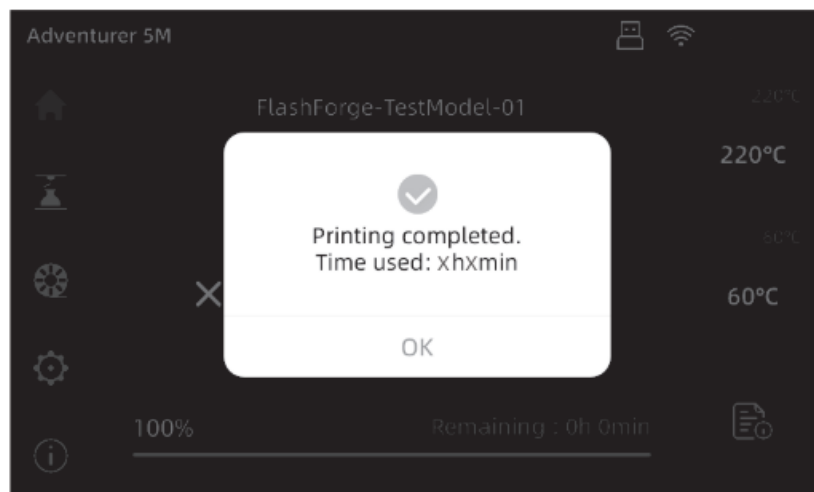 Adventurer 5M
FlashForge-TestModel-01
220°C
220°C
Printing completed.
Time used: xhxmin
60°C
60°C
OK
100%
Remaining : 0h 0min